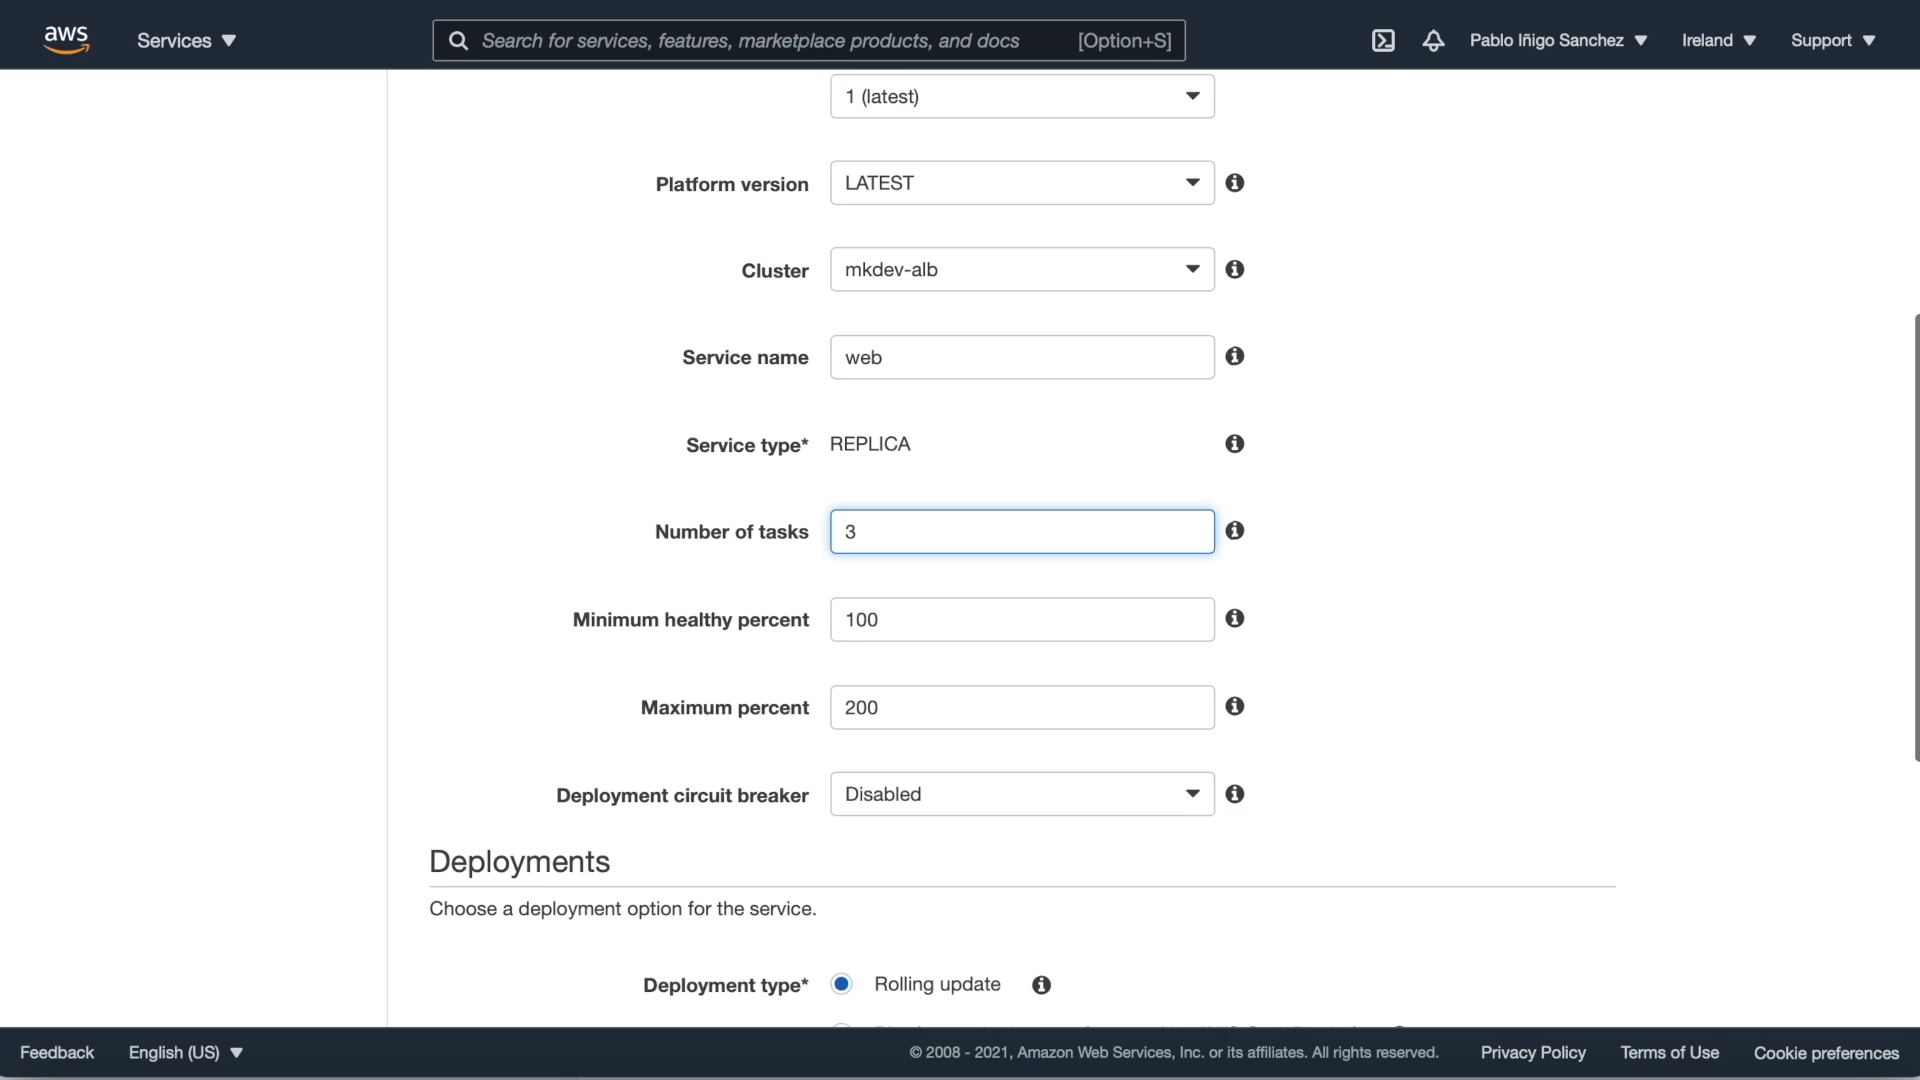 aws
Services
Search for services, features, marketplace products, and docs [Option+S]
Pablo Iñigo Sanchez
Ireland
Support
1 (latest)
Platform version
LATEST
Cluster
mkdev-alb
Service name
web
Service type*
REPLICA
Number of tasks
3
Minimum healthy percent
100
Maximum percent
200
Deployment circuit breaker
Disabled
Deployments
Choose a deployment option for the service.
Deployment type*
Rolling update
Feedback
English (US)
© 2008 - 2021, Amazon Web Services, Inc. or its affiliates. All rights reserved.
Privacy Policy
Terms of Use
Cookie preferences